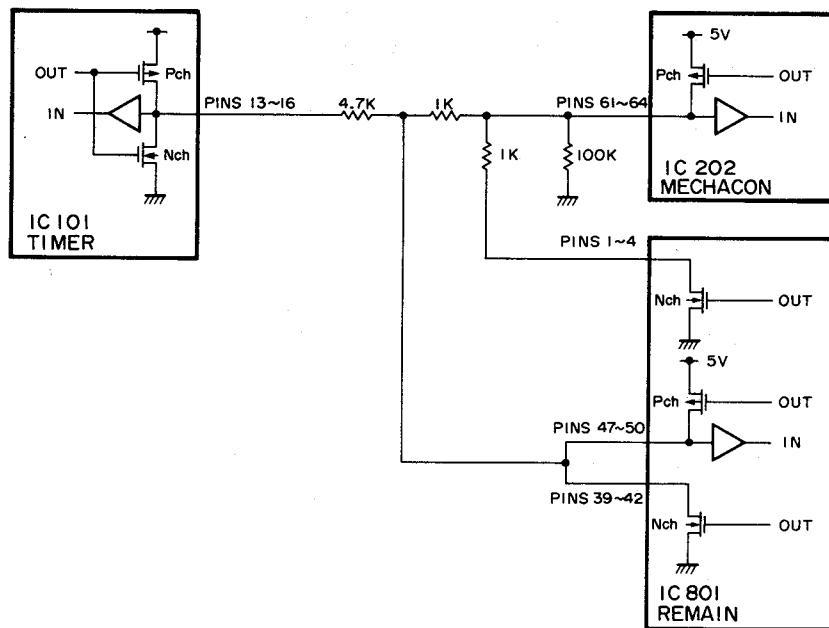 OUT
IN
Pch
Nch
IC101
TIMER
PINS 13~16
4.7K
1K
1K
100K
PINS 61~64
5V
Pch
OUT
IN
IC 202
MECHACON
PINS 1~4
Nch
OUT
5V
Pch
OUT
PINS 47~50
IN
PINS 39~42
Nch
OUT
IC 801
REMAIN